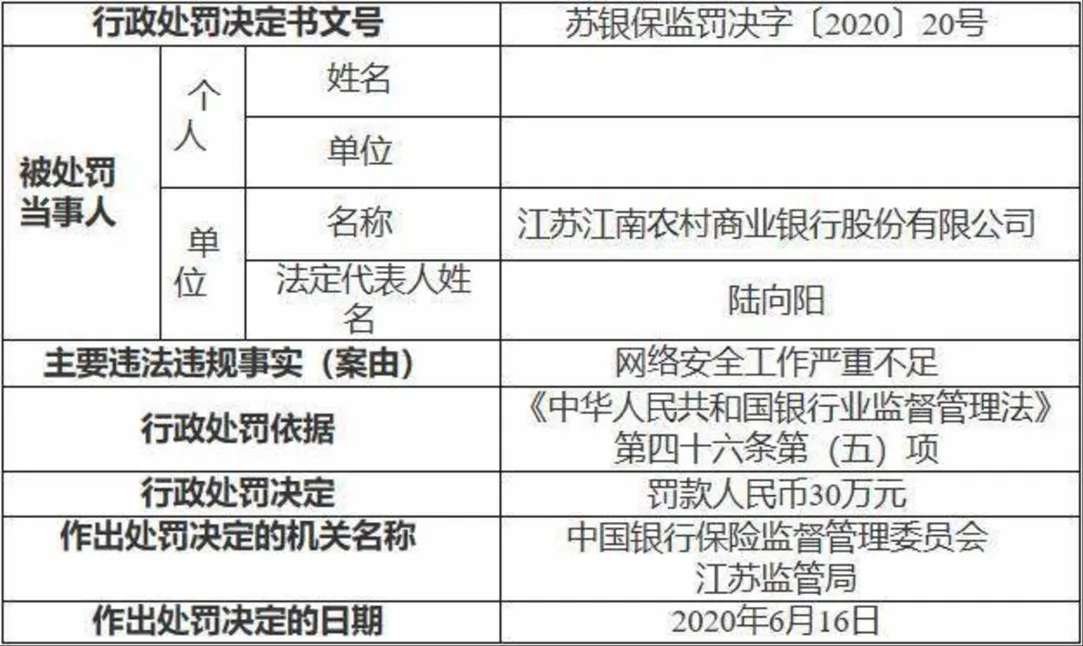 行政处罚决定书文号
苏银保监罚决字〔2020〕20号
被处罚
当事人
个
人
姓名
单位
单
位
名称
江苏江南农村商业银行股份有限公司
法定代表人姓
名
陆向阳
主要违法违规事实（案由）
网络安全工作严重不足
行政处罚依据
《中华人民共和国银行业监督管理法》
第四十六条第（五）项
行政处罚决定
罚款人民币30万元
作出处罚决定的机关名称
中国银行保险监督管理委员会
江苏监管局
作出处罚决定的日期
2020年6月16日